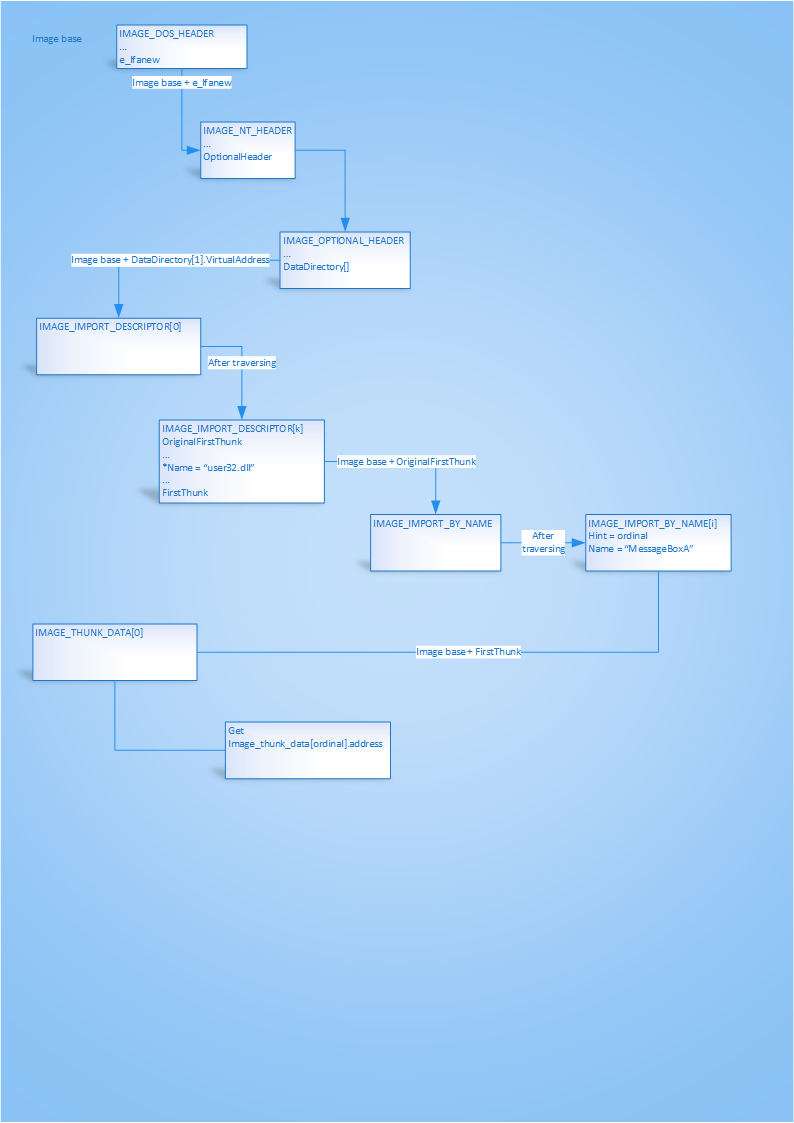 Image base
IMAGE_DOS_HEADER
...
e_lfanew
Image base + e_lfanew
IMAGE_NT_HEADER
...
OptionalHeader
IMAGE_OPTIONAL_HEADER
...
DataDirectory[]
Image base + DataDirectory[1].VirtualAddress
IMAGE_IMPORT_DESCRIPTOR[0]
After traversing
IMAGE_IMPORT_DESCRIPTOR[k]
OriginalFirstThunk
...
*Name = “user32.dll”
...
FirstThunk
Image base + OriginalFirstThunk
IMAGE_IMPORT_BY_NAME
After
traversing
IMAGE_IMPORT_BY_NAME[i]
Hint = ordinal
Name = “MessageBoxA”
Image base + FirstThunk
IMAGE_THUNK_DATA[0]
Get
Image_thunk_data[ordinal].address